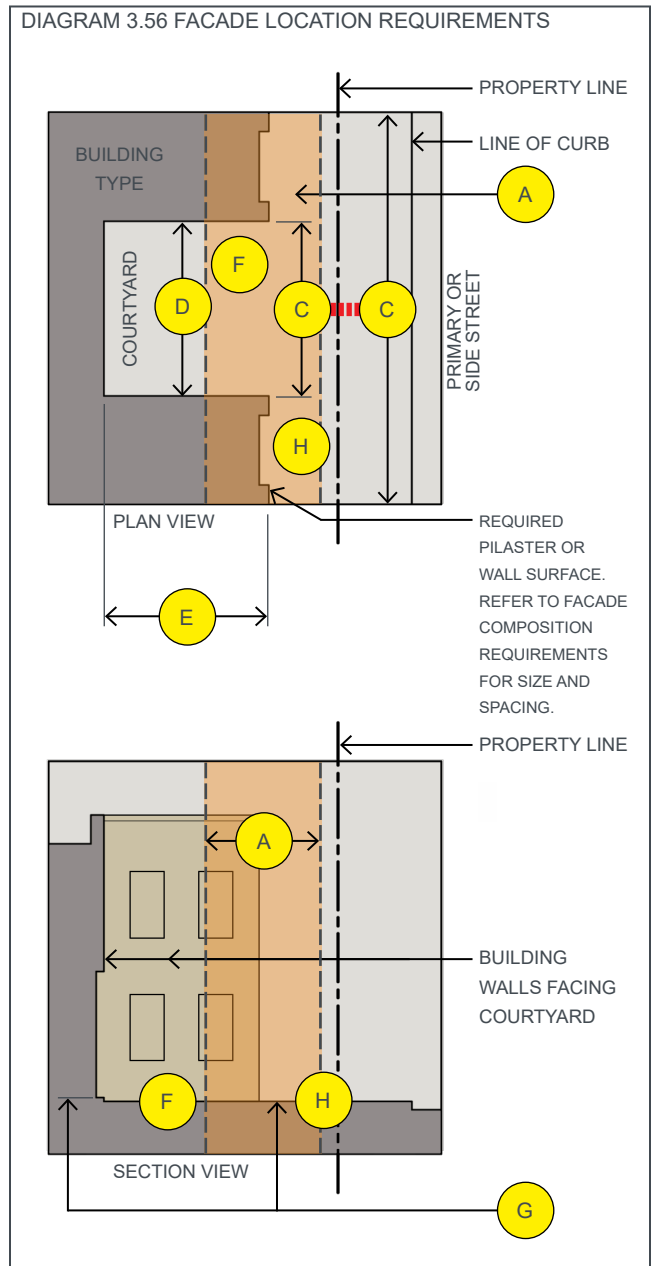 DIAGRAM 3.56 FACADE LOCATION REQUIREMENTS
PROPERTY LINE
LINE OF CURB
BUILDING
TYPE
A
COURTYARD
F
D
C
C
PRIMARY OR
SIDE STREET
H
PLAN VIEW
REQUIRED
PILASTER OR
WALL SURFACE.
REFER TO FACADE
COMPOSITION
REQUIREMENTS
FOR SIZE AND
SPACING.
E
PROPERTY LINE
A
BUILDING
WALLS FACING
COURTYARD
F
H
SECTION VIEW
G